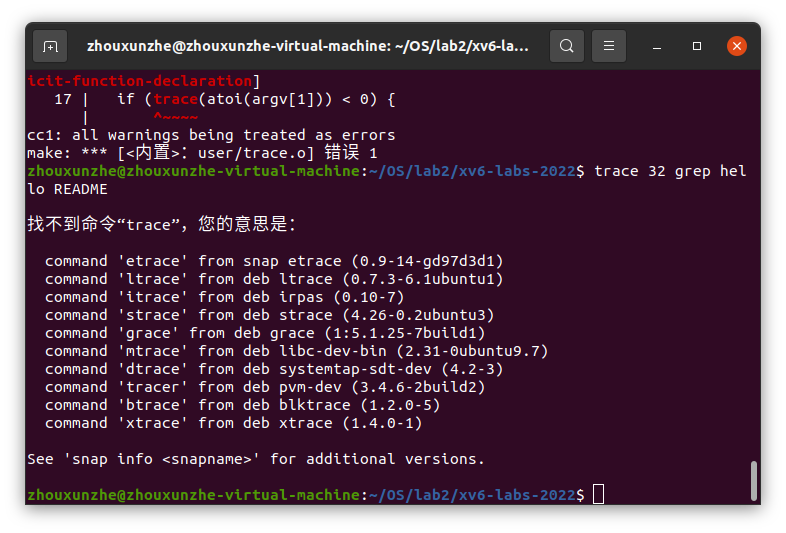 zhouxunzhe@zhouxunzhe-virtual-machine: ~/OS/lab2/xv6-la...
icit-function-declaration]
   17 |   if (trace(atoi(argv[1])) < 0) {
      |       ^~~~~
cc1: all warnings being treated as errors
make: *** [<内置>：user/trace.o] 错误 1
zhouxunzhe@zhouxunzhe-virtual-machine:~/OS/lab2/xv6-labs-2022$ trace 32 grep hel
lo README
找不到命令“trace”，您的意思是：
  command 'etrace' from snap etrace (0.9-14-gd97d3d1)
  command 'ltrace' from deb ltrace (0.7.3-6.1ubuntu1)
  command 'itrace' from deb irpas (0.10-7)
  command 'strace' from deb strace (4.26-0.2ubuntu3)
  command 'grace' from deb grace (1:5.1.25-7build1)
  command 'mtrace' from deb libc-dev-bin (2.31-0ubuntu9.7)
  command 'dtrace' from deb systemtap-sdt-dev (4.2-3)
  command 'tracer' from deb pvm-dev (3.4.6-2build2)
  command 'btrace' from deb blktrace (1.2.0-5)
  command 'xtrace' from deb xtrace (1.4.0-1)
See 'snap info <snapname>' for additional versions.
zhouxunzhe@zhouxunzhe-virtual-machine:~/OS/lab2/xv6-labs-2022$